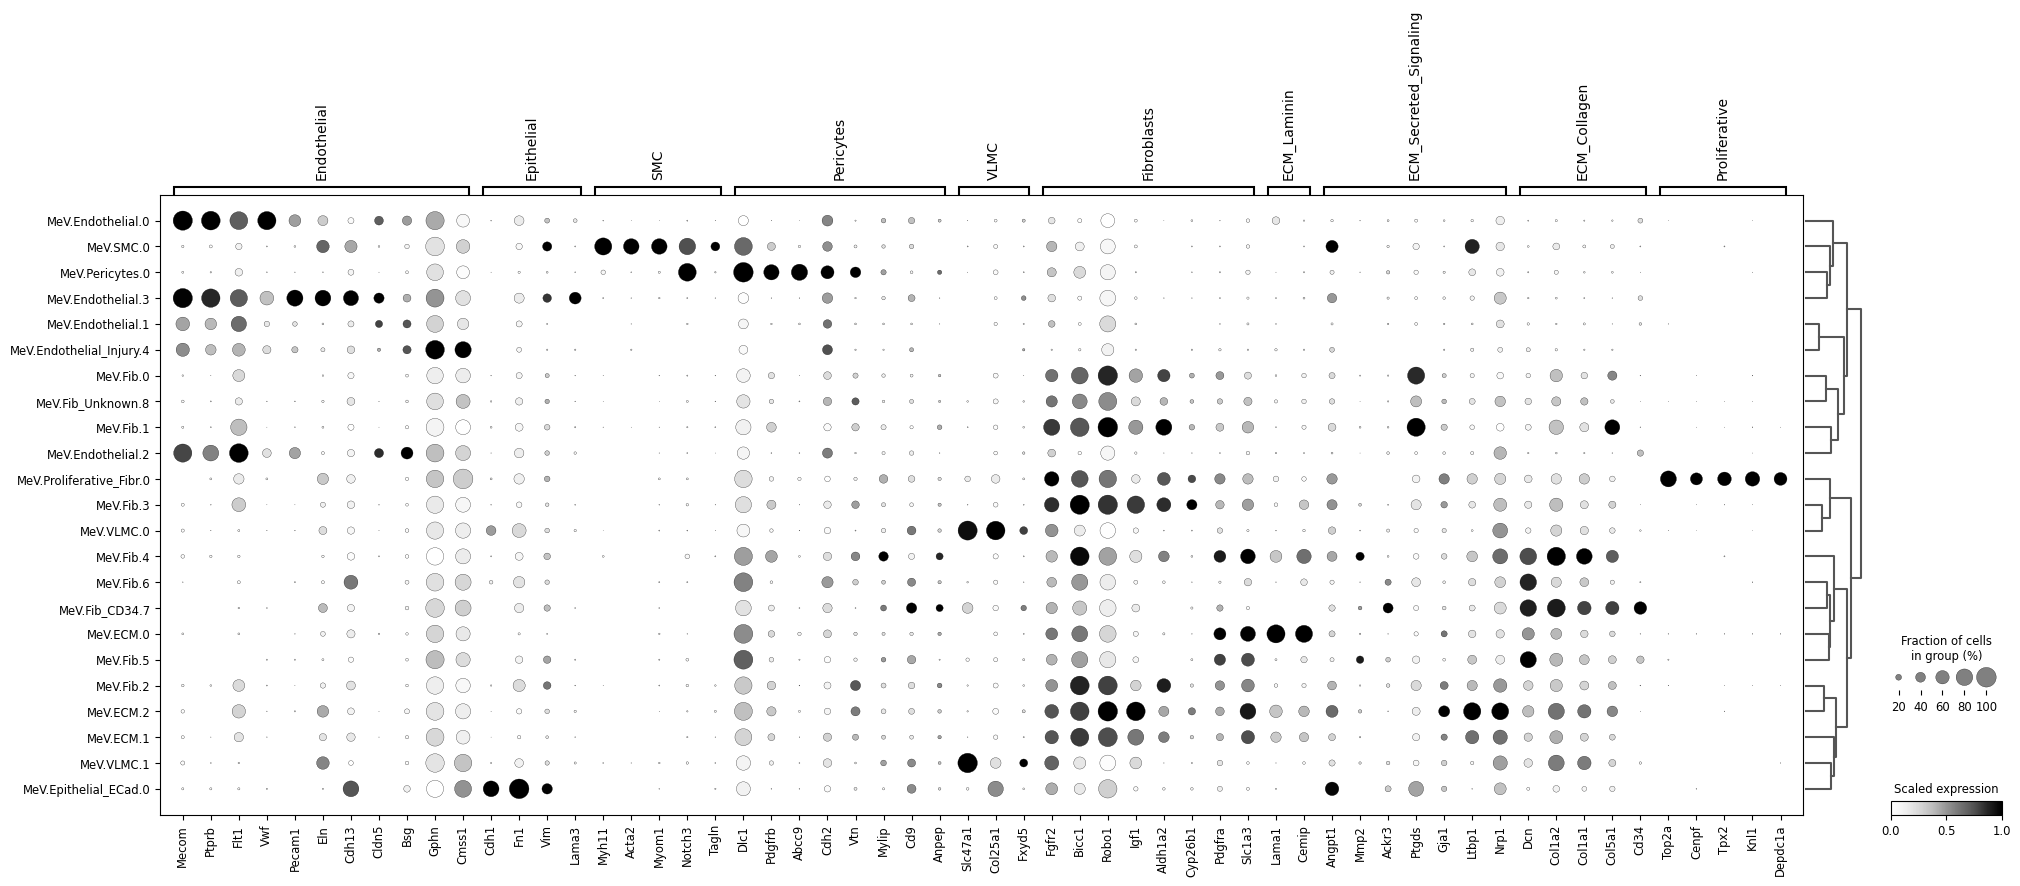 Endothelial
Epithelial
SMC
Pericytes
VLMC
Fibroblasts
ECM_Laminin
ECM_Secreted_Signaling
ECM_Collagen
Proliferative
MeV.Endothelial.0
MeV.SMC.0
MeV.Pericytes.0
MeV.Endothelial.3
MeV.Endothelial.1
MeV.Endothelial_Injury.4
MeV.Fib.0
MeV.Fib_Unknown.8
MeV.Fib.1
MeV.Endothelial.2
MeV.Proliferative_Fibr.0
MeV.Fib.3
MeV.VLMC.0
MeV.Fib.4
MeV.Fib.6
MeV.Fib_CD34.7
MeV.ECM.0
MeV.Fib.5
MeV.Fib.2
MeV.ECM.2
MeV.ECM.1
MeV.VLMC.1
MeV.Epithelial_ECad.0
Mecom
Ptprb
Flt1
Vwf
Pecam1
Eln
Cdh13
Cldn5
Bsg
Gphn
Cmss1
Cdh1
Fn1
Vim
Lama3
Myh11
Acta2
Myom1
Notch3
Tagln
Dlc1
Pdgfrb
Abcc9
Cdh2
Vtn
Mylip
Cd9
Anpep
Slc47a1
Col25a1
Fxyd5
Fgfr2
Bicc1
Robo1
Igf1
Aldh1a2
Cyp26b1
Pdgfra
Slc1a3
Lama1
Cemip
Angpt1
Mmp2
Ackr3
Ptgds
Gja1
Ltbp1
Nrp1
Dcn
Col1a2
Col1a1
Col5a1
Cd34
Top2a
Cenpf
Tpx2
Knl1
Depdc1a
Fraction of cells
in group (%)
20 40 60 80 100
Scaled expression
0.0 0.5 1.0